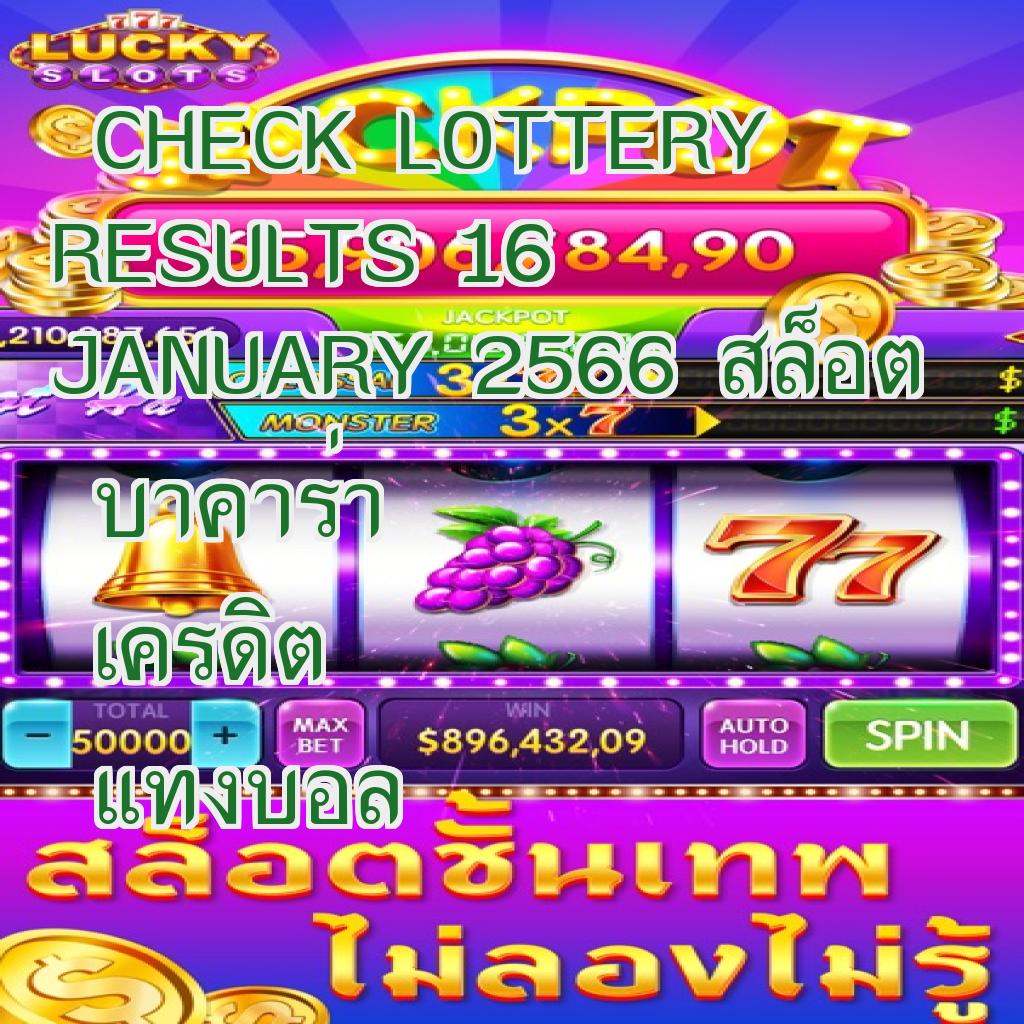 777
LUCKY
SLOTS
JACKPOT
CHECK LOTTERY
RESULTS 16
84,90
JACKPOT
JANUARY 2566 สล็อต
MONSTER 3x7
บาคาร่า
77
เครดิต
TOTAL
50000
- +
MAX
BET
WIN
$896,432,09
AUTO
HOLD
SPIN
แทงบอล
สล็อตชั้นเทพ
ไม่ลองไม่รู้